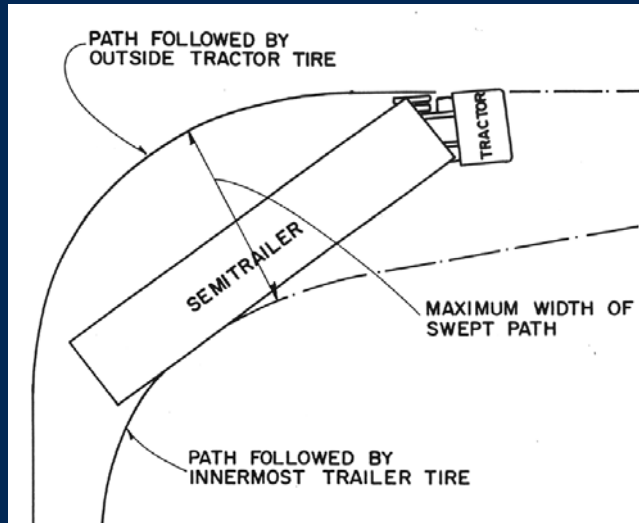 PATH FOLLOWED BY
OUTSIDE TRACTOR TIRE
TRACTOR
SEMITRAILER
MAXIMUM WIDTH OF
SWEPT PATH
PATH FOLLOWED BY
INNERMOST TRAILER TIRE